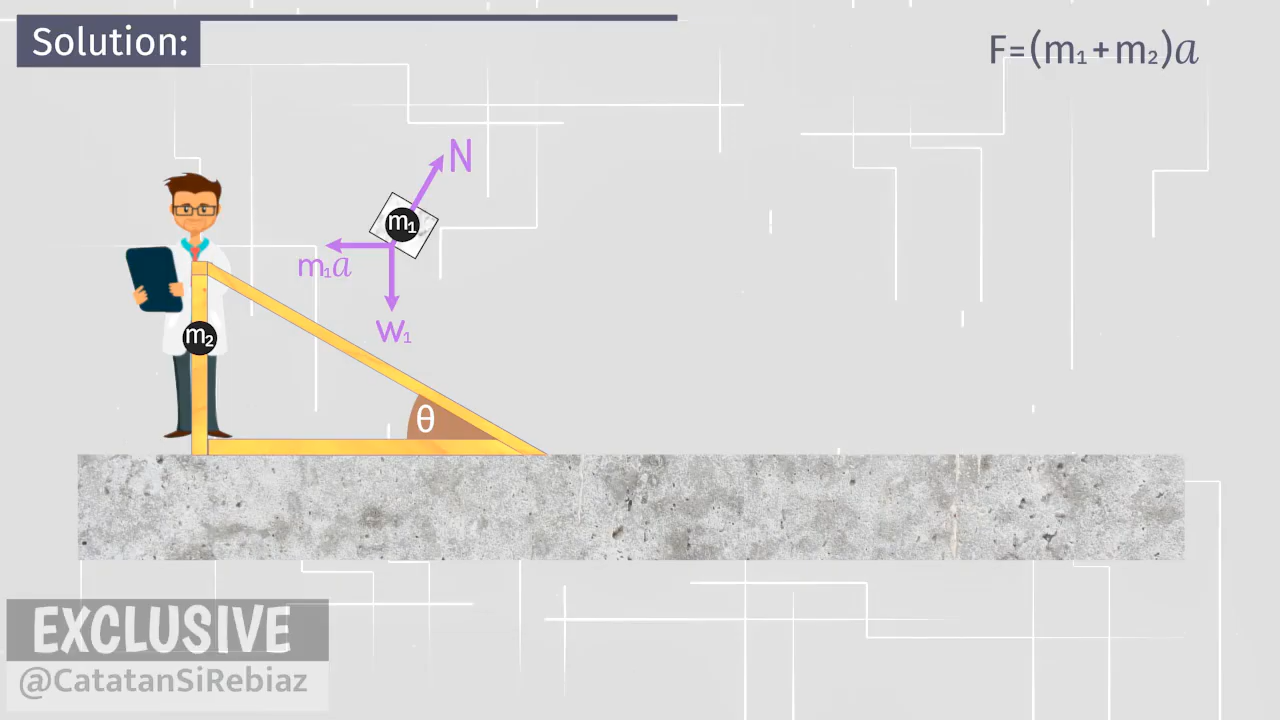 Solution:
F=(m₁+m₂)a
N
m₁
m₁a
w₁
m₂
θ
EXCLUSIVE
@CatatanSiRebiaz